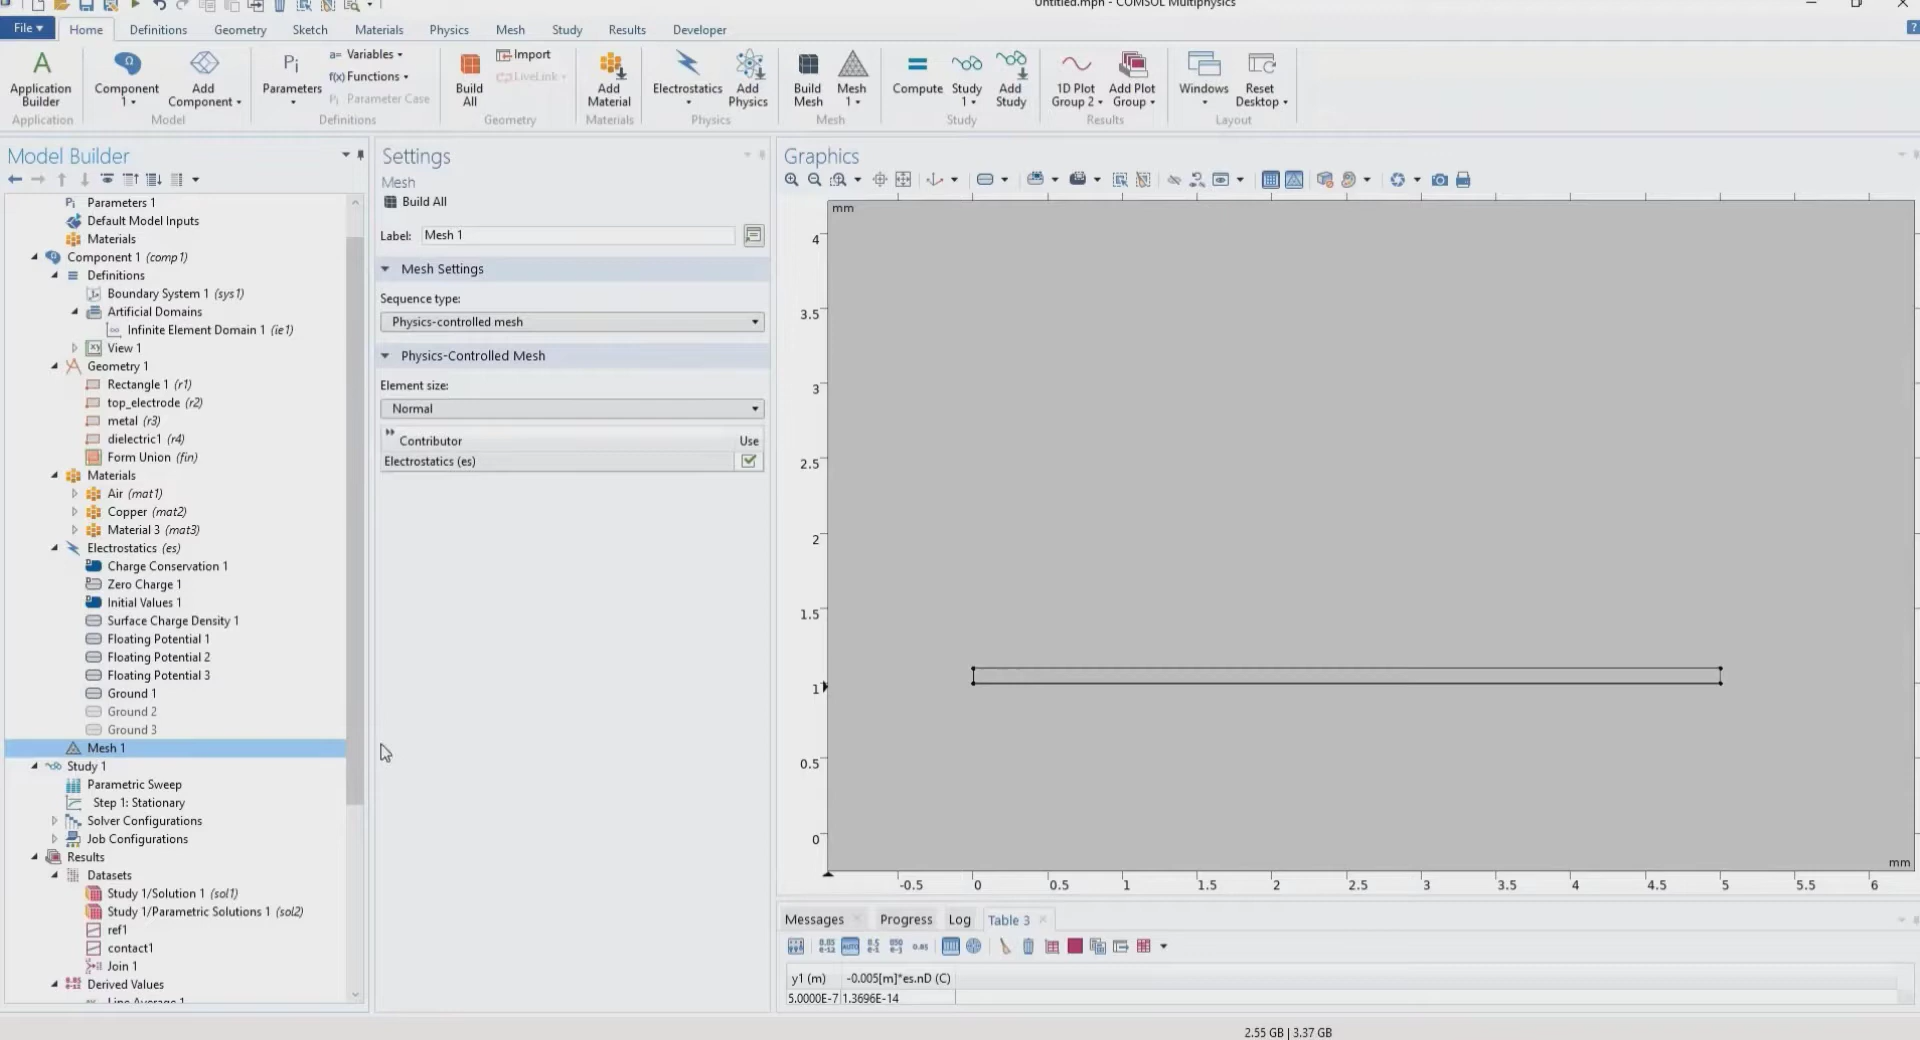 Untitled.mph - COMSOL Multiphysics
File Home Definitions Geometry Sketch Materials Physics Mesh Study Results Developer
Application Builder
Application
Component 1
Add Component
Model
Pi Parameters
a= Variables
f(x) Functions
Pi Parameter Case
Definitions
Build All
Import
LiveLink
Geometry
Add Material
Materials
Electrostatics
Add Physics
Physics
Build Mesh
Mesh 1
Mesh
Compute
Study 1
Add Study
Study
1D Plot Group 2
Add Plot Group
Results
Windows
Reset Desktop
Layout
Model Builder
Pi Parameters 1
Default Model Inputs
Materials
Component 1 (comp1)
Definitions
Boundary System 1 (sys1)
Artificial Domains
Infinite Element Domain 1 (ie1)
View 1
Geometry 1
Rectangle 1 (r1)
top_electrode (r2)
metal (r3)
dielectric1 (r4)
Form Union (fin)
Materials
Air (mat1)
Copper (mat2)
Material 3 (mat3)
Electrostatics (es)
Charge Conservation 1
Zero Charge 1
Initial Values 1
Surface Charge Density 1
Floating Potential 1
Floating Potential 2
Floating Potential 3
Ground 1
Ground 2
Ground 3
Mesh 1
Study 1
Parametric Sweep
Step 1: Stationary
Solver Configurations
Job Configurations
Results
Datasets
Study 1/Solution 1 (sol1)
Study 1/Parametric Solutions 1 (sol2)
ref1
contact1
Join 1
Derived Values
Line Average 1
Settings
Mesh
Build All
Label: Mesh 1
Mesh Settings
Sequence type:
Physics-controlled mesh
Physics-Controlled Mesh
Element size:
Normal
Contributor Use
Electrostatics (es)
Graphics
mm
4
3.5
3
2.5
2
1.5
1
0.5
0
mm
-0.5 0 0.5 1 1.5 2 2.5 3 3.5 4 4.5 5 5.5 6
Messages Progress Log Table 3
y1 (m) -0.005[m]*es.nD (C)
5.0000E-7 1.3696E-14
2.55 GB | 3.37 GB